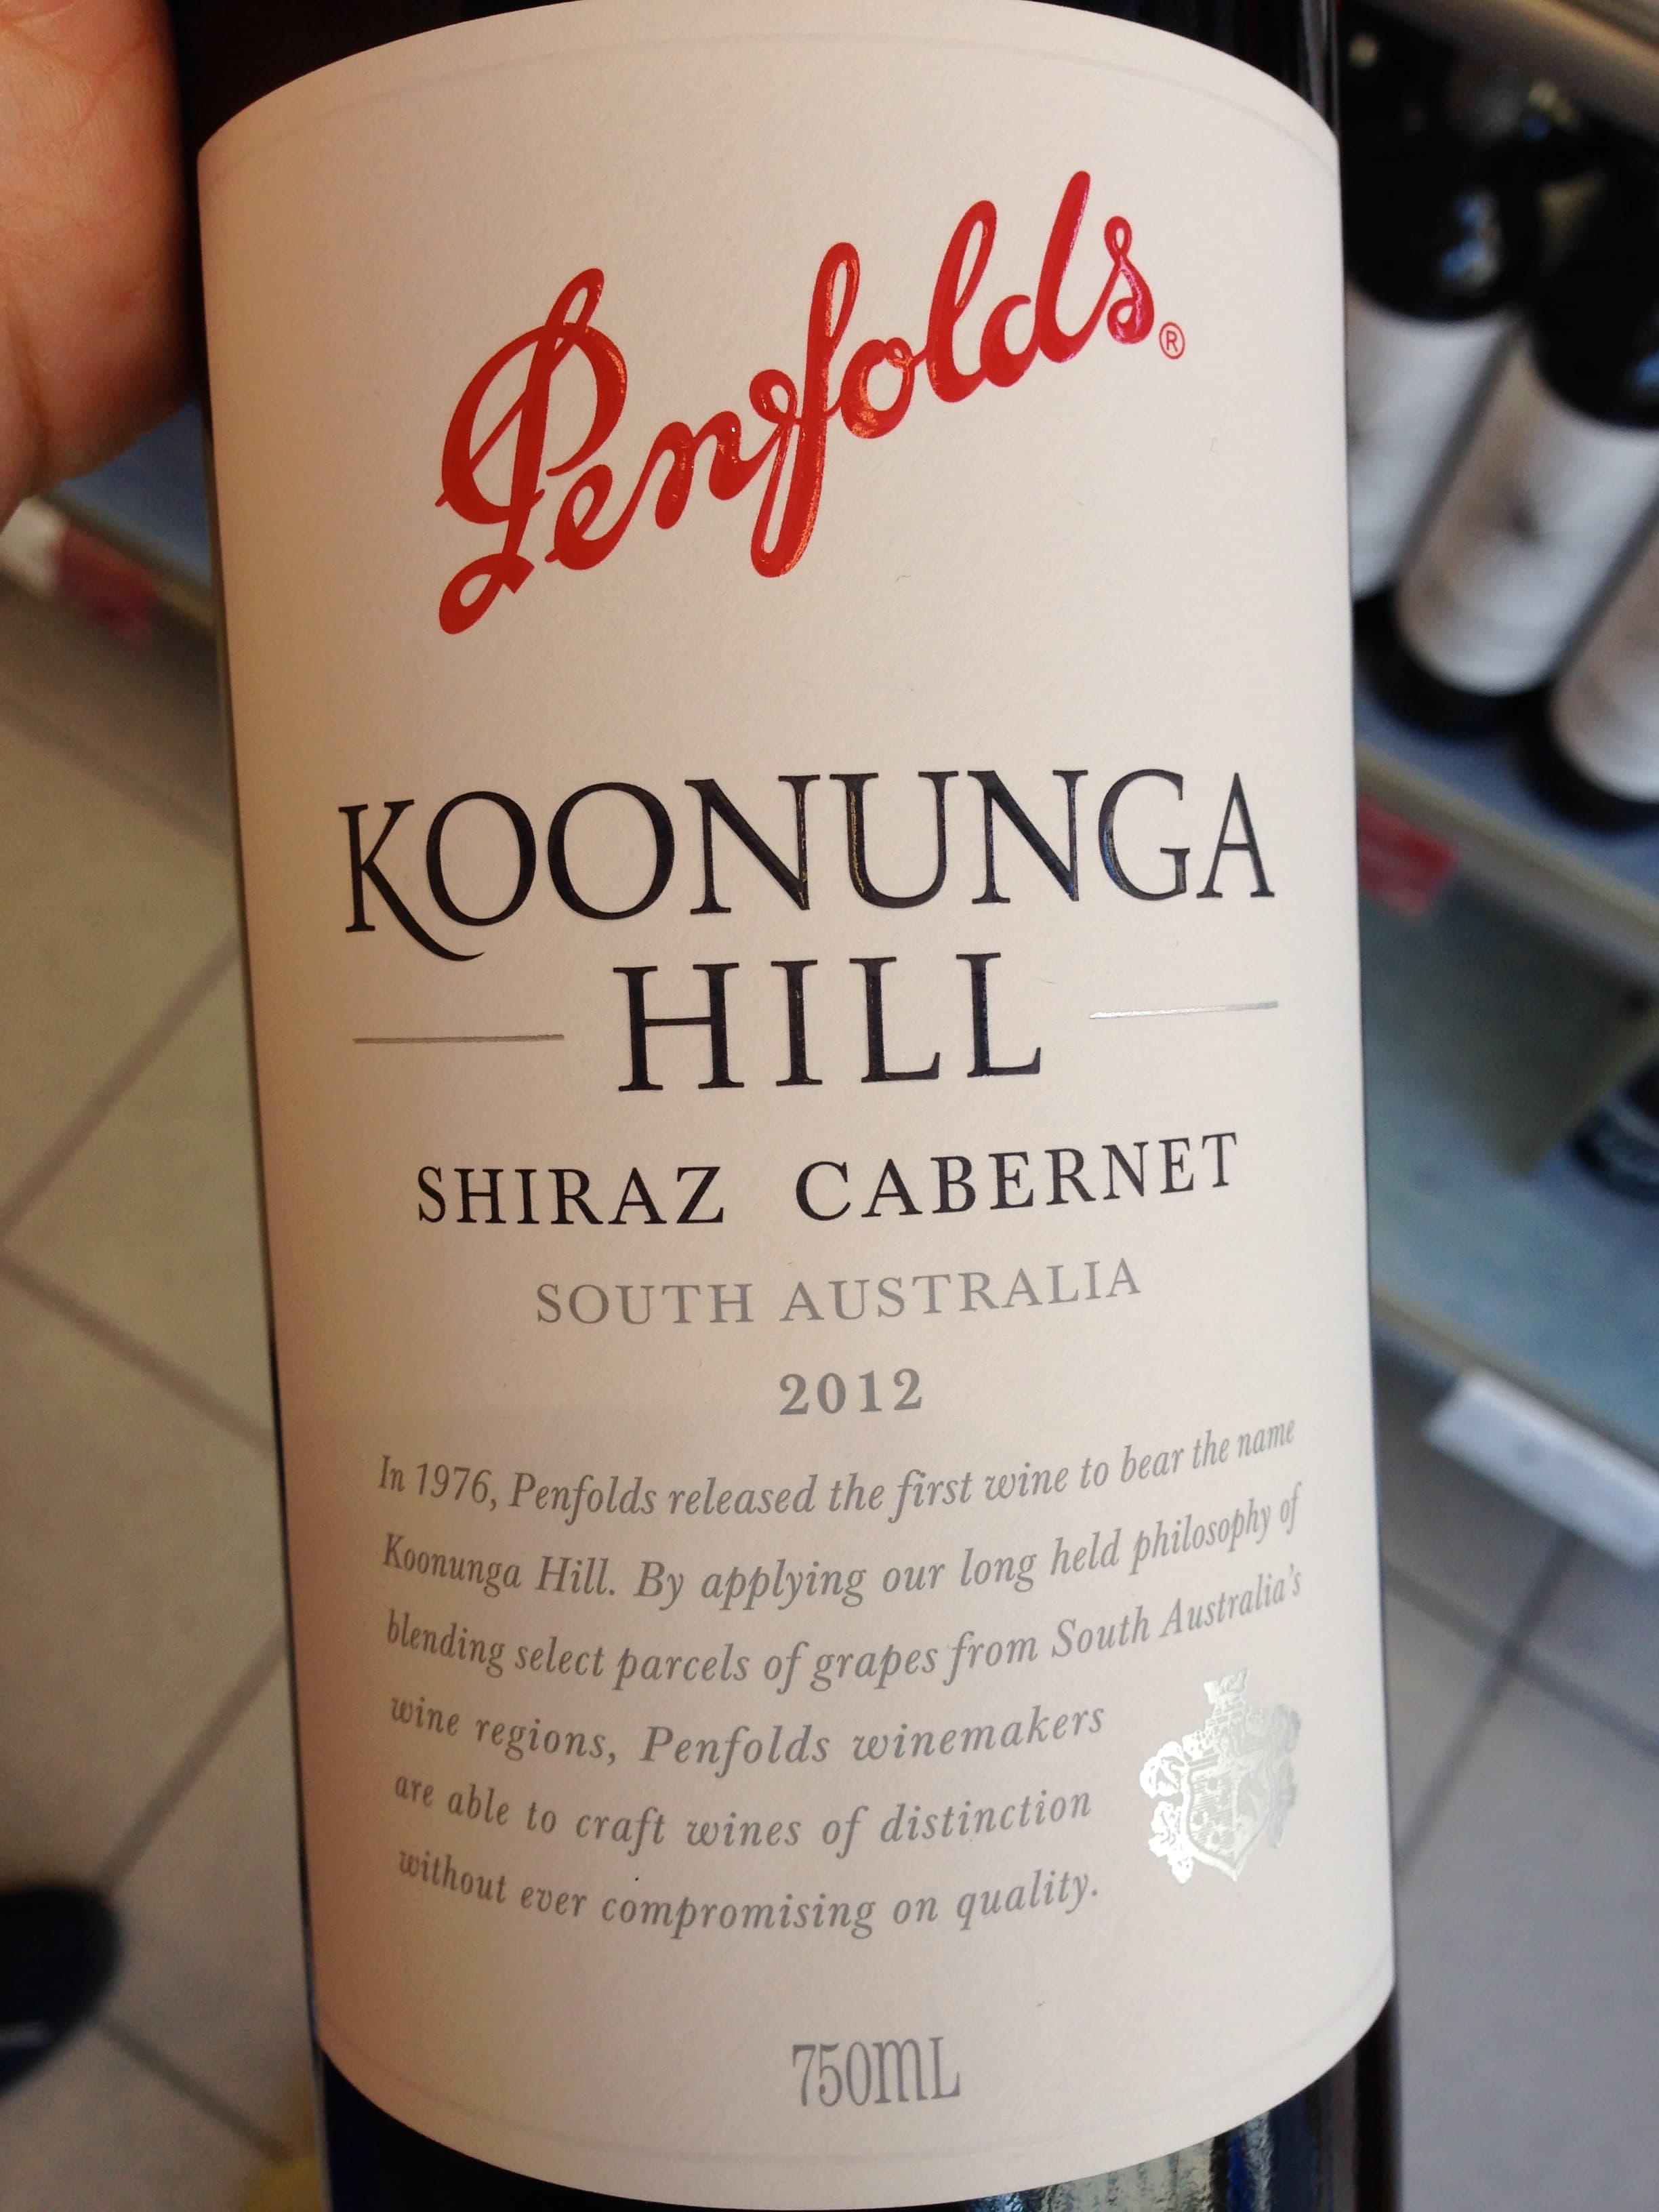 Penfolds®
KOONUNGA
HILL
SHIRAZ CABERNET
SOUTH AUSTRALIA
2012
In 1976, Penfolds released the first wine to bear the name
Koonunga Hill. By applying our long held philosophy of
blending select parcels of grapes from South Australia's
wine regions, Penfolds winemakers
are able to craft wines of distinction
without ever compromising on quality.
750mL